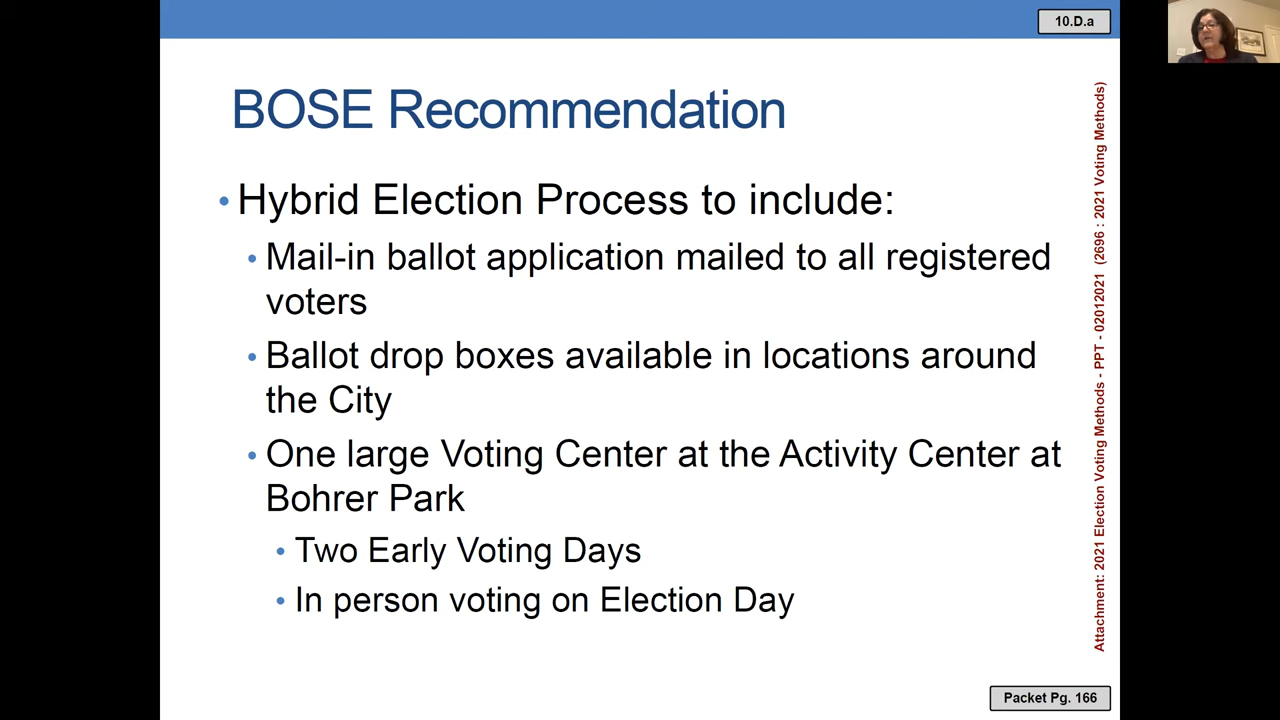 10.D.a
BOSE Recommendation
• Hybrid Election Process to include:
• Mail-in ballot application mailed to all registered
voters
• Ballot drop boxes available in locations around
the City
• One large Voting Center at the Activity Center at
Bohrer Park
• Two Early Voting Days
• In person voting on Election Day
Attachment: 2021 Election Voting Methods - PPT - 02012021 (2696 : 2021 Voting Methods)
Packet Pg. 166